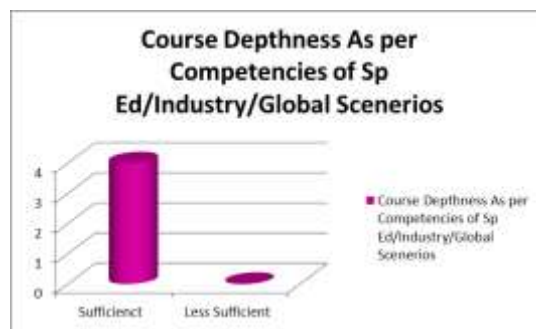 Course Depthness As per
Competencies of Sp
Ed/Industry/Global Scenerios
4
3
2
1
0
Sufficienct
Less Sufficient
Course Depthness As per
Competencies of Sp
Ed/Industry/Global
Scenerios